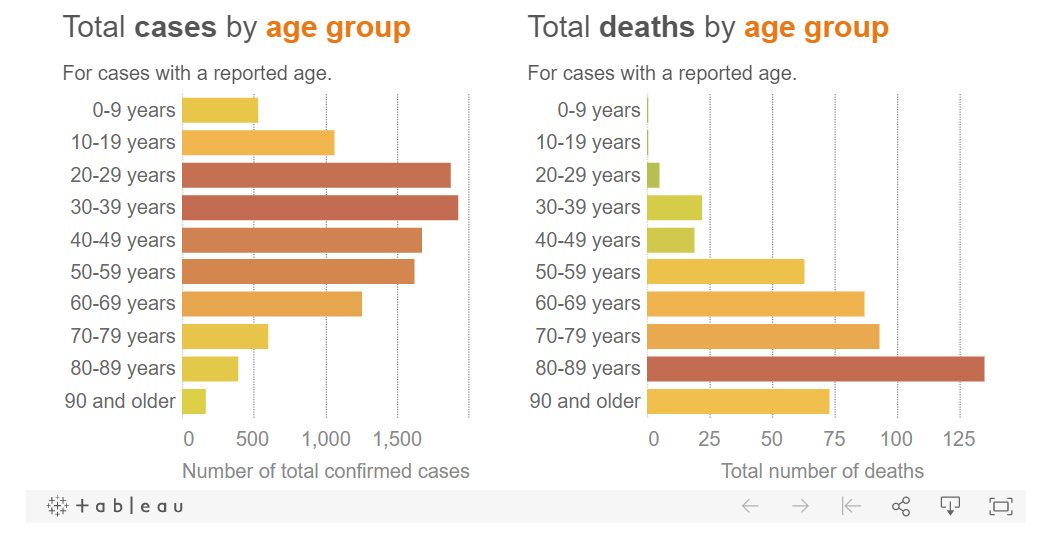 Total cases by age group
For cases with a reported age.
0-9 years
10-19 years
20-29 years
30-39 years
40-49 years
50-59 years
60-69 years
70-79 years
80-89 years
90 and older
0 500 1,000 1,500
Number of total confirmed cases
Total deaths by age group
For cases with a reported age.
0-9 years
10-19 years
20-29 years
30-39 years
40-49 years
50-59 years
60-69 years
70-79 years
80-89 years
90 and older
0 25 50 75 100 125
Total number of deaths
+ableau